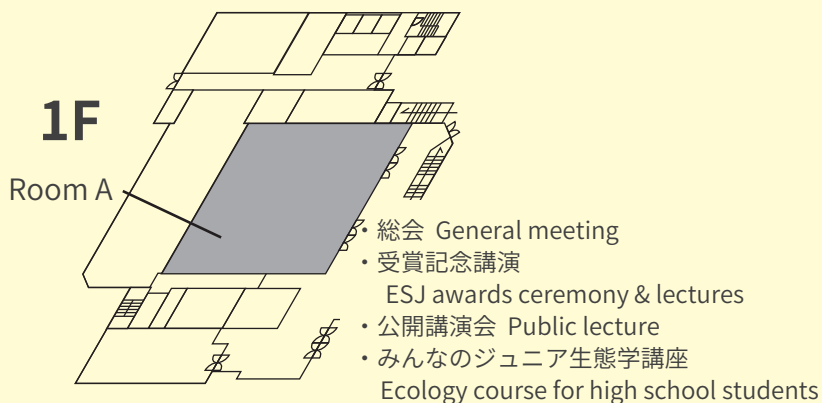 1F
Room A
・総会 General meeting
・受賞記念講演
ESJ awards ceremony & lectures
・公開講演会 Public lecture
・みんなのジュニア生態学講座
Ecology course for high school students